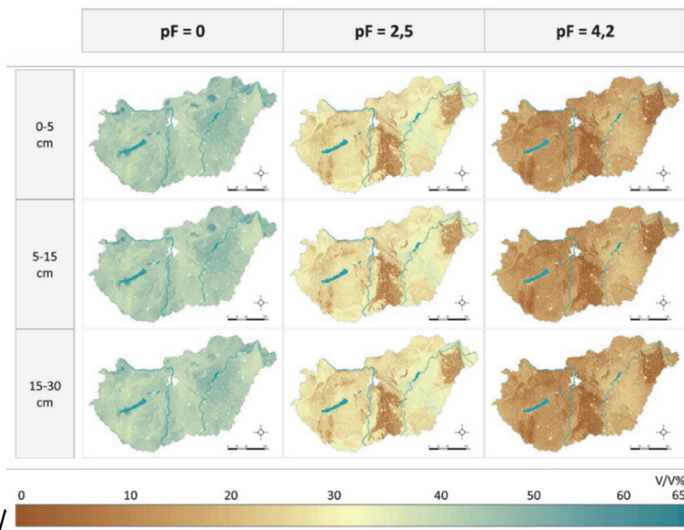 pF = 0 pF = 2,5 pF = 4,2
0-5
cm
5-15
cm
15-30
cm
V/V%
0 10 20 30 40 50 60 65